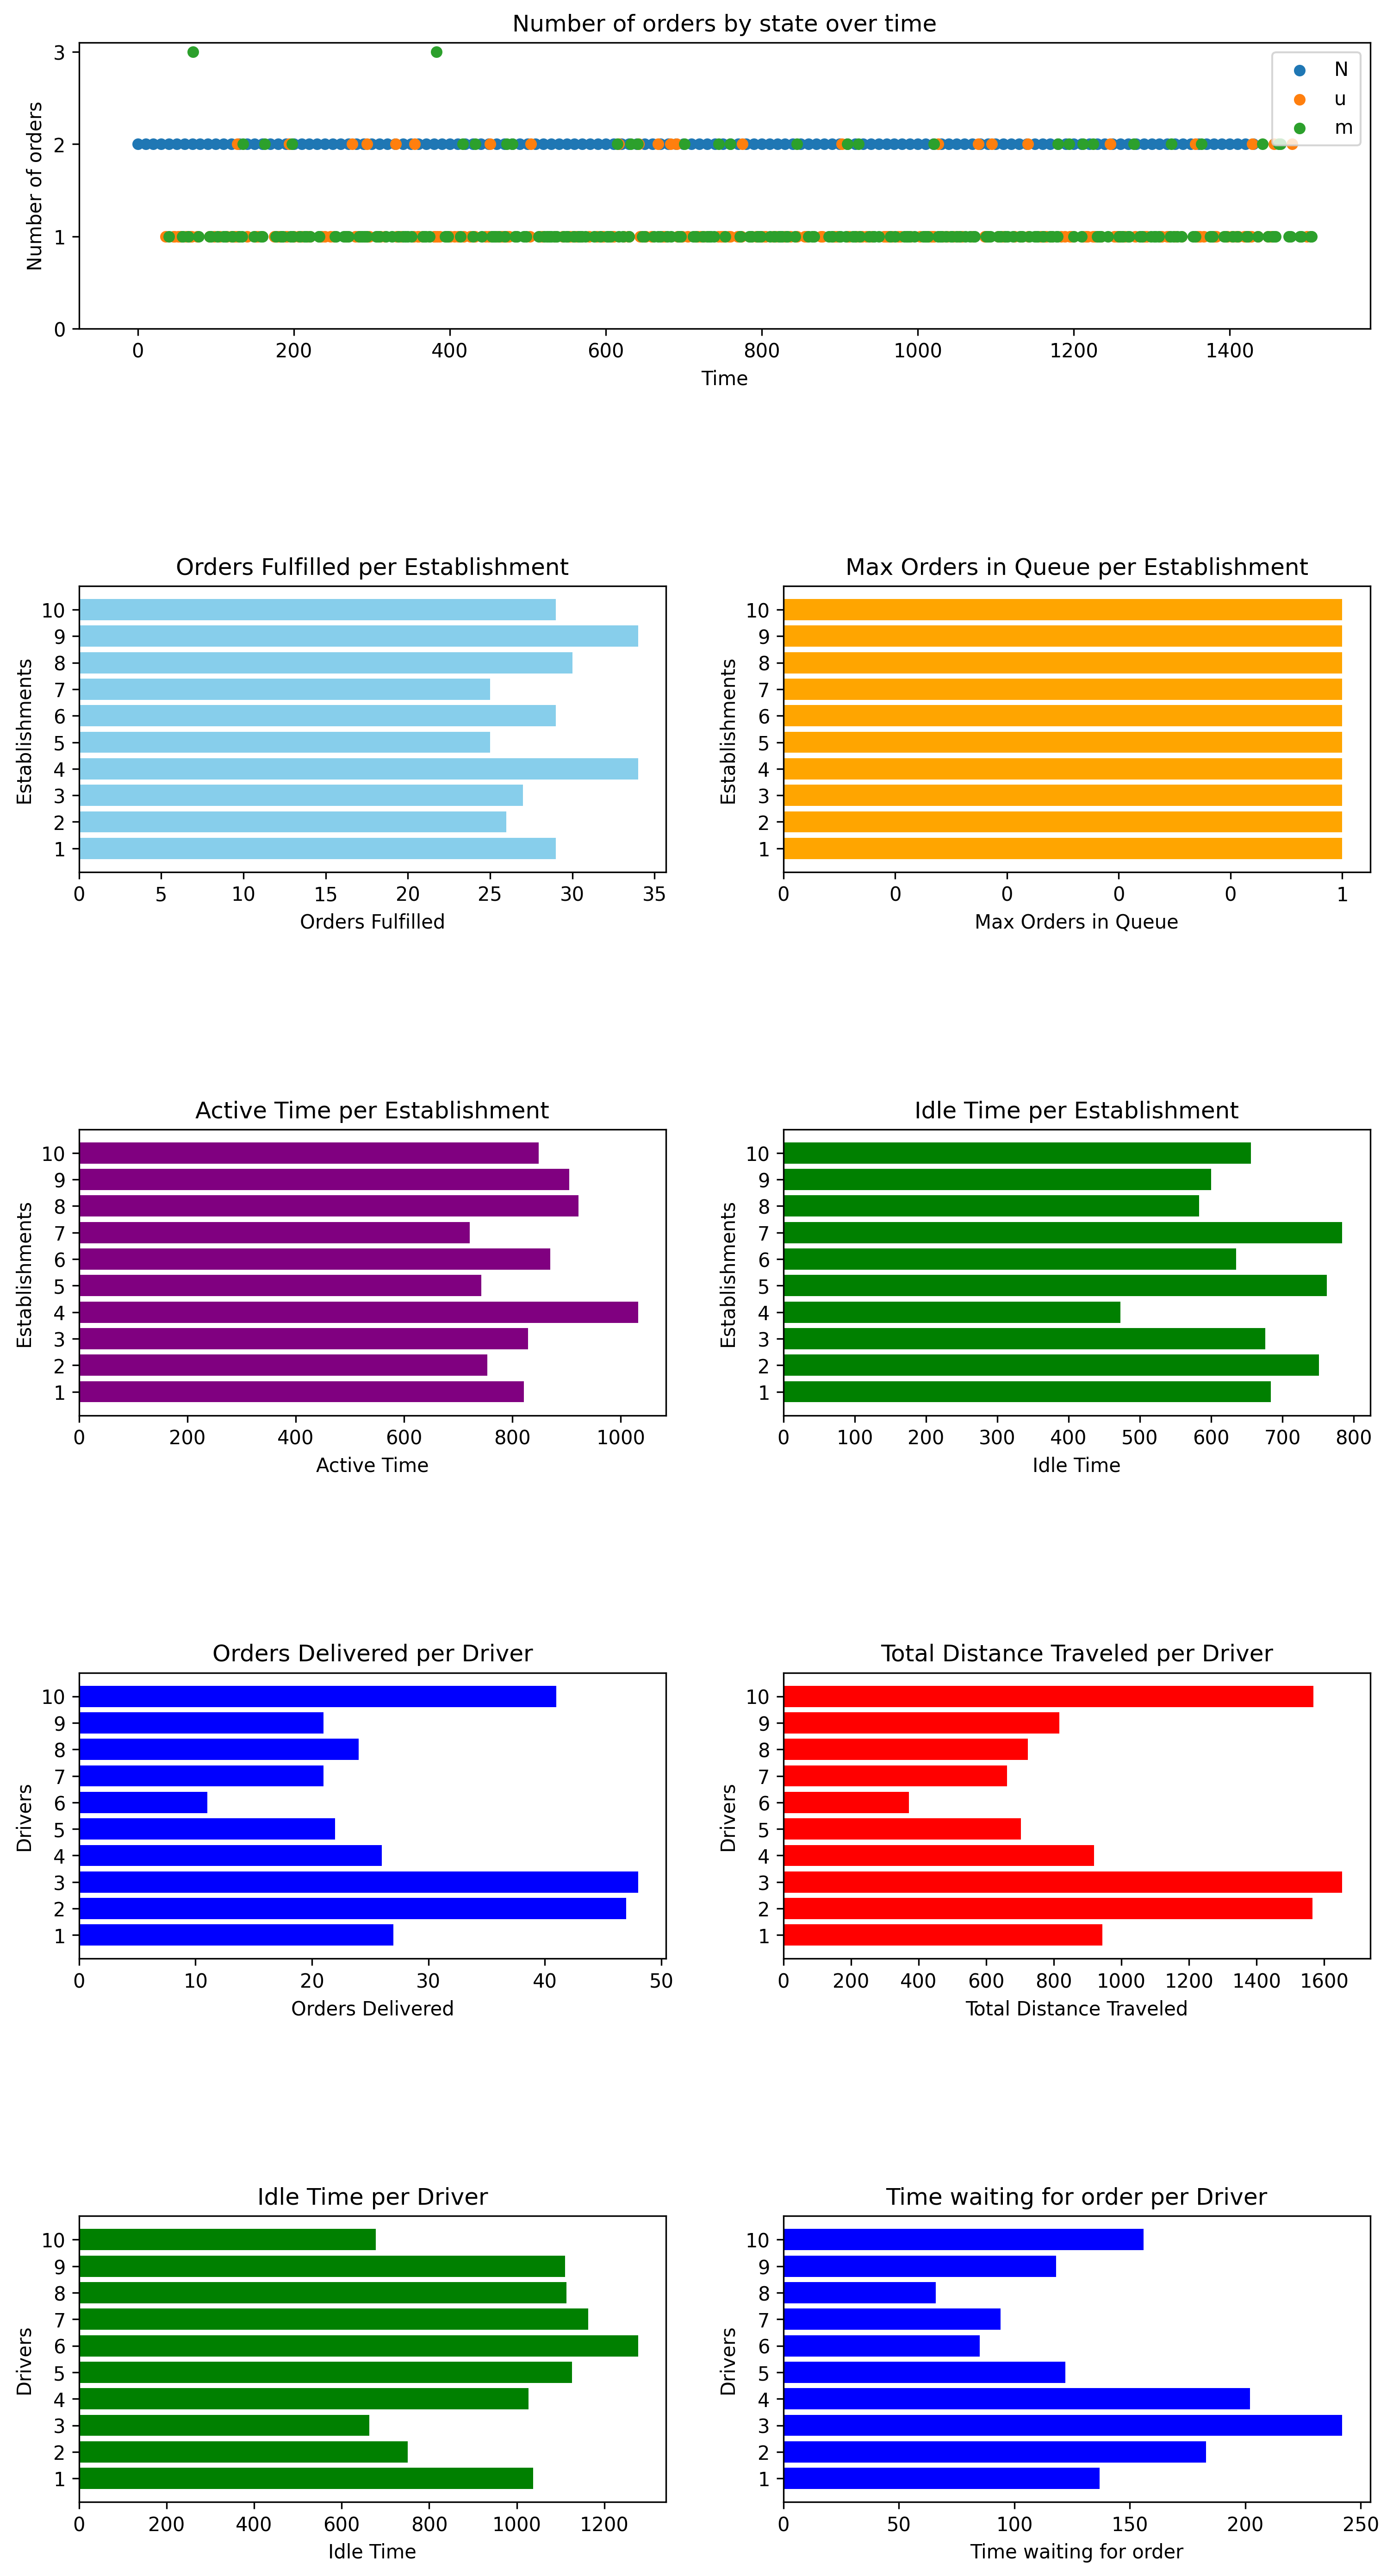 Number of orders by state over time
Number of orders
3
2
1
0
N
u
m
0 200 400 600 800 1000 1200 1400
Time
Orders Fulfilled per Establishment
Establishments
10
9
8
7
6
5
4
3
2
1
0 5 10 15 20 25 30 35
Orders Fulfilled
Max Orders in Queue per Establishment
Establishments
10
9
8
7
6
5
4
3
2
1
0 0 0 0 0 1
Max Orders in Queue
Active Time per Establishment
Establishments
10
9
8
7
6
5
4
3
2
1
0 200 400 600 800 1000
Active Time
Idle Time per Establishment
Establishments
10
9
8
7
6
5
4
3
2
1
0 100 200 300 400 500 600 700 800
Idle Time
Orders Delivered per Driver
Drivers
10
9
8
7
6
5
4
3
2
1
0 10 20 30 40 50
Orders Delivered
Total Distance Traveled per Driver
Drivers
10
9
8
7
6
5
4
3
2
1
0 200 400 600 800 1000 1200 1400 1600
Total Distance Traveled
Idle Time per Driver
Drivers
10
9
8
7
6
5
4
3
2
1
0 200 400 600 800 1000 1200
Idle Time
Time waiting for order per Driver
Drivers
10
9
8
7
6
5
4
3
2
1
0 50 100 150 200 250
Time waiting for order